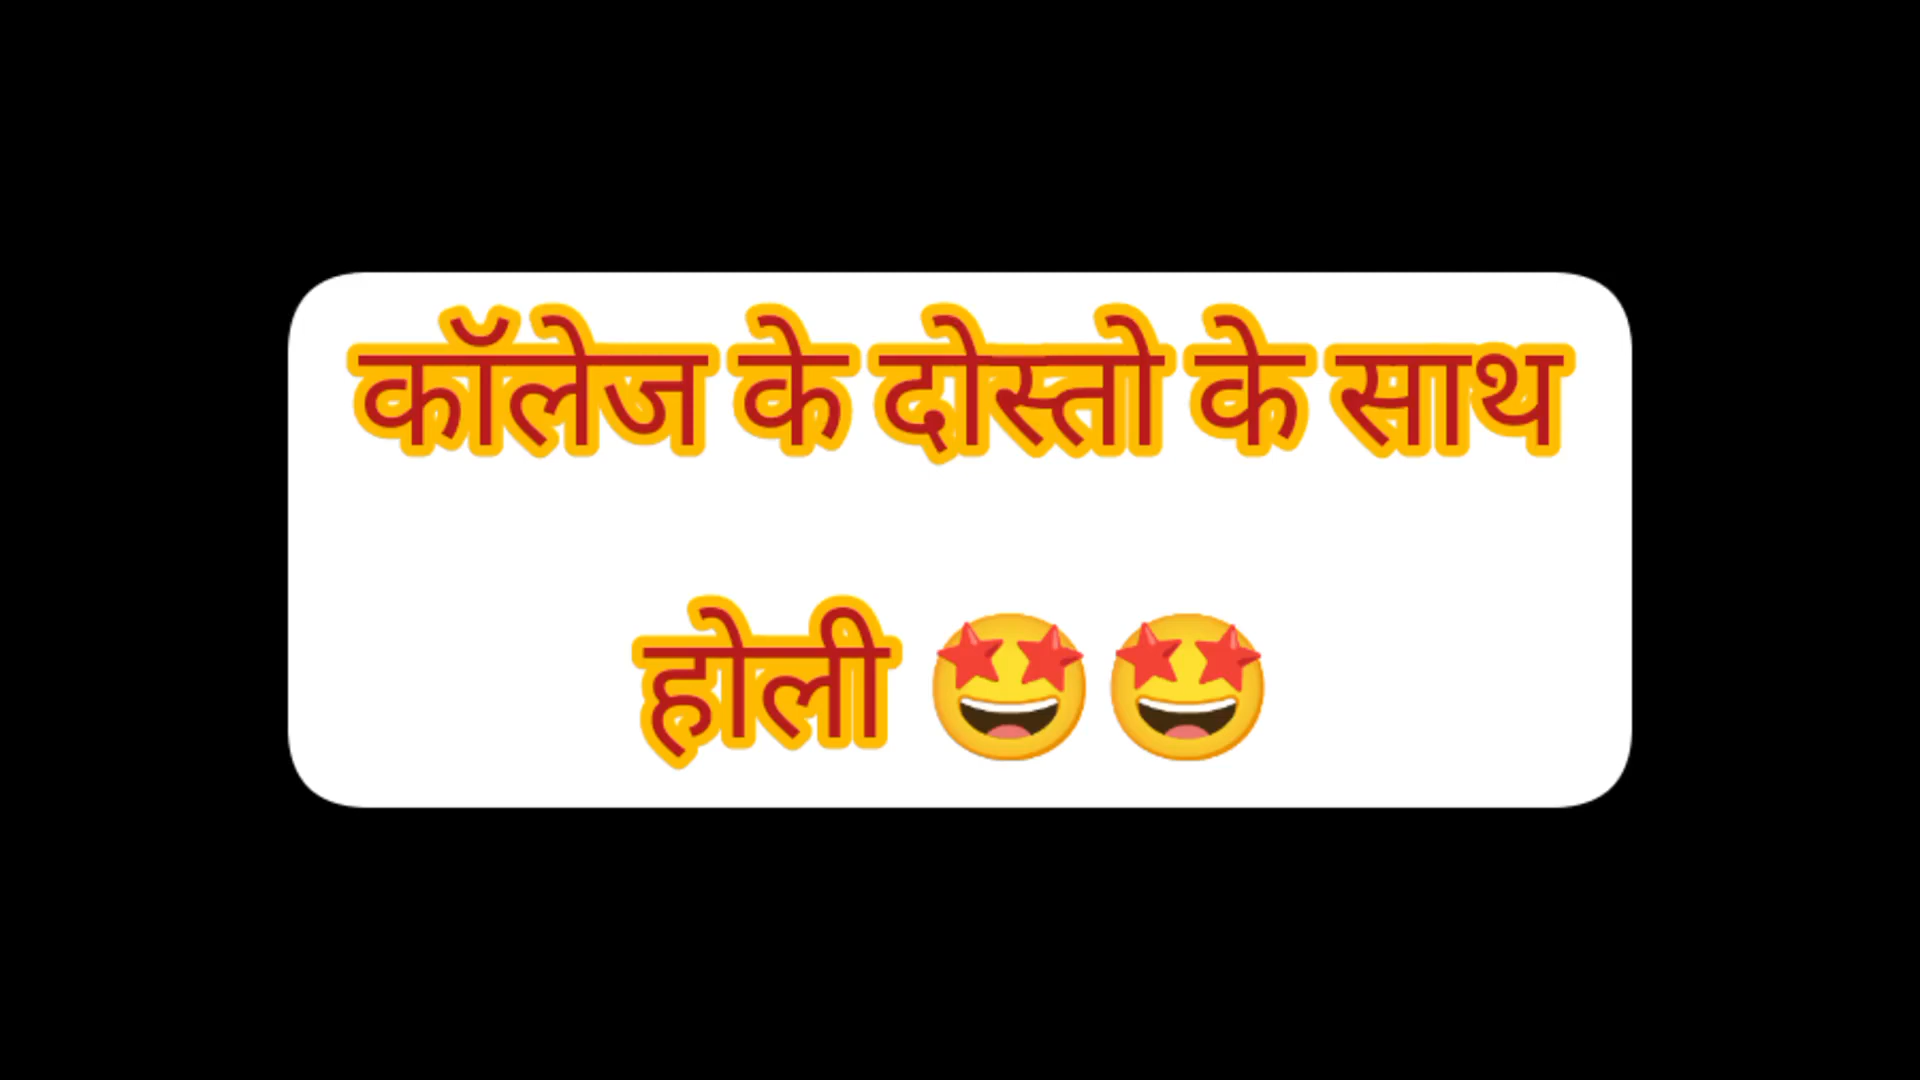 कॉलेज के दोस्तो के साथ
होली 🤩🤩